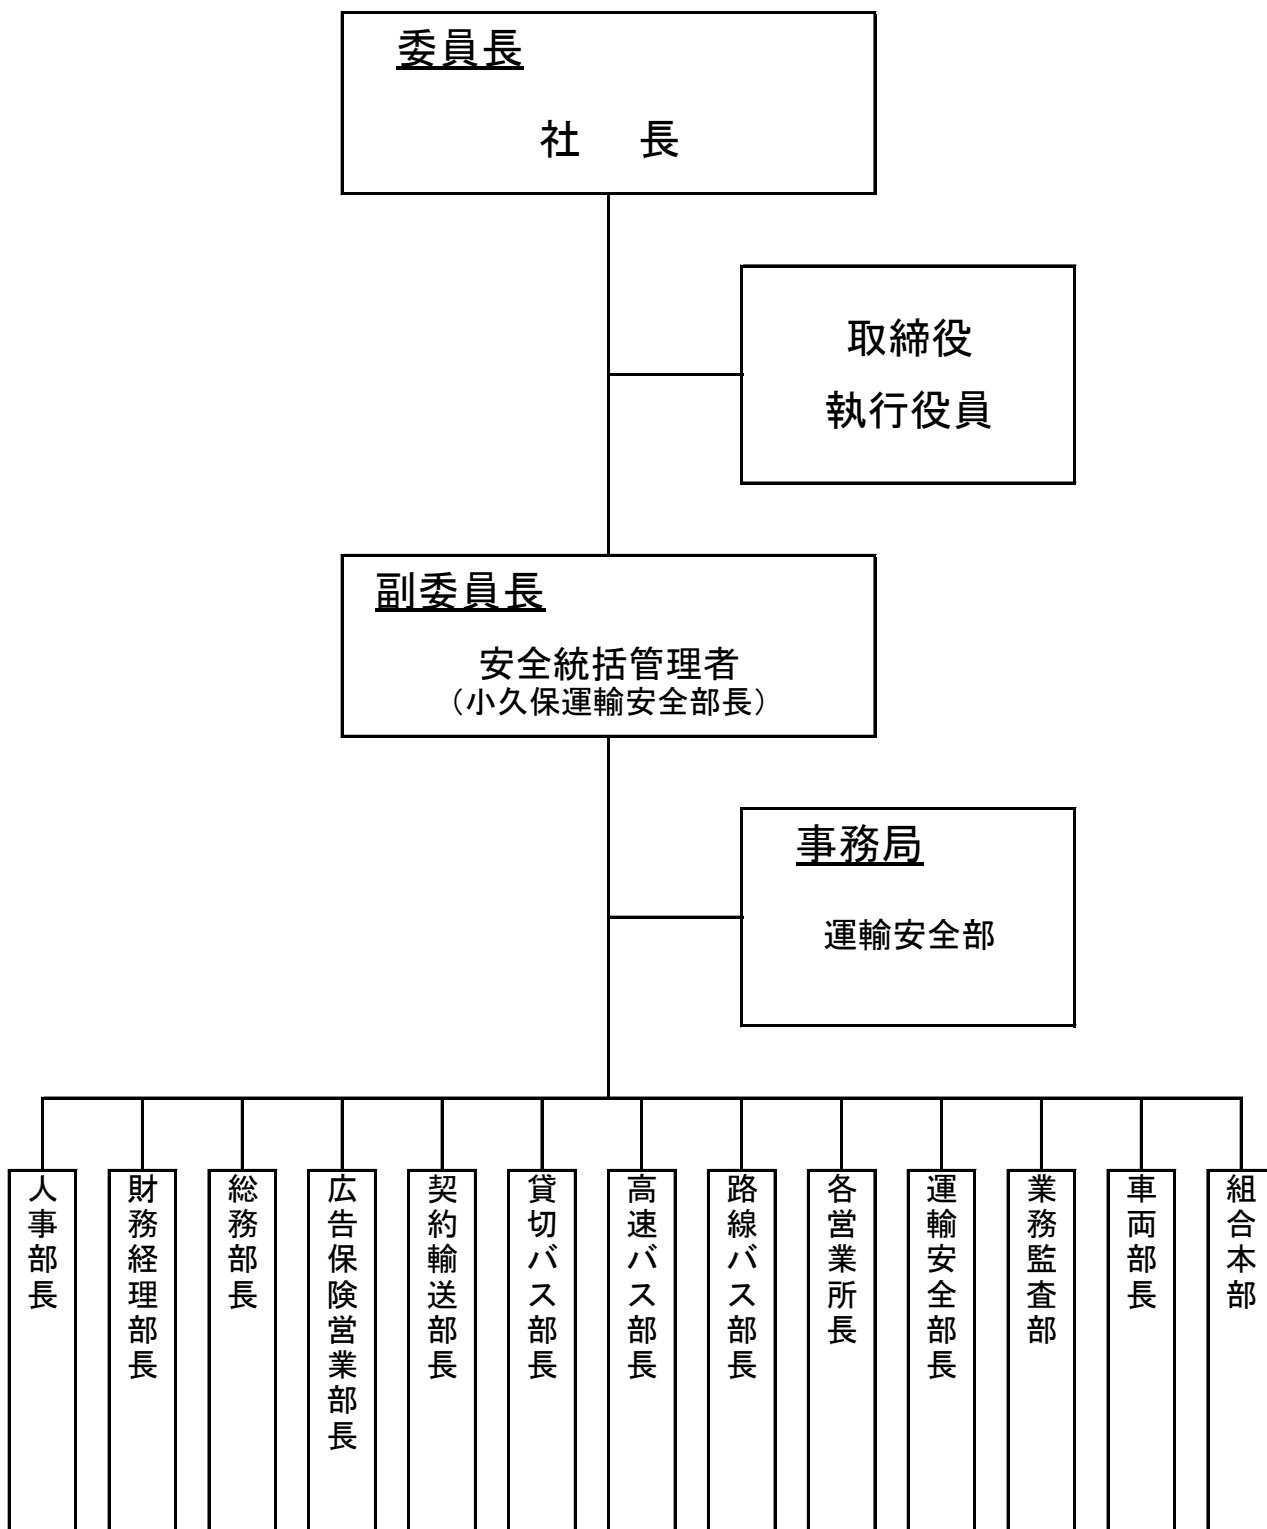 委員長
社　長
取締役
執行役員
副委員長
安全統括管理者
（小久保運輸安全部長）
事務局
運輸安全部
人事部長
財務経理部長
総務部長
広告保険営業部長
契約輸送部長
貸切バス部長
高速バス部長
路線バス部長
各営業所長
運輸安全部長
業務監査部
車両部長
組合本部